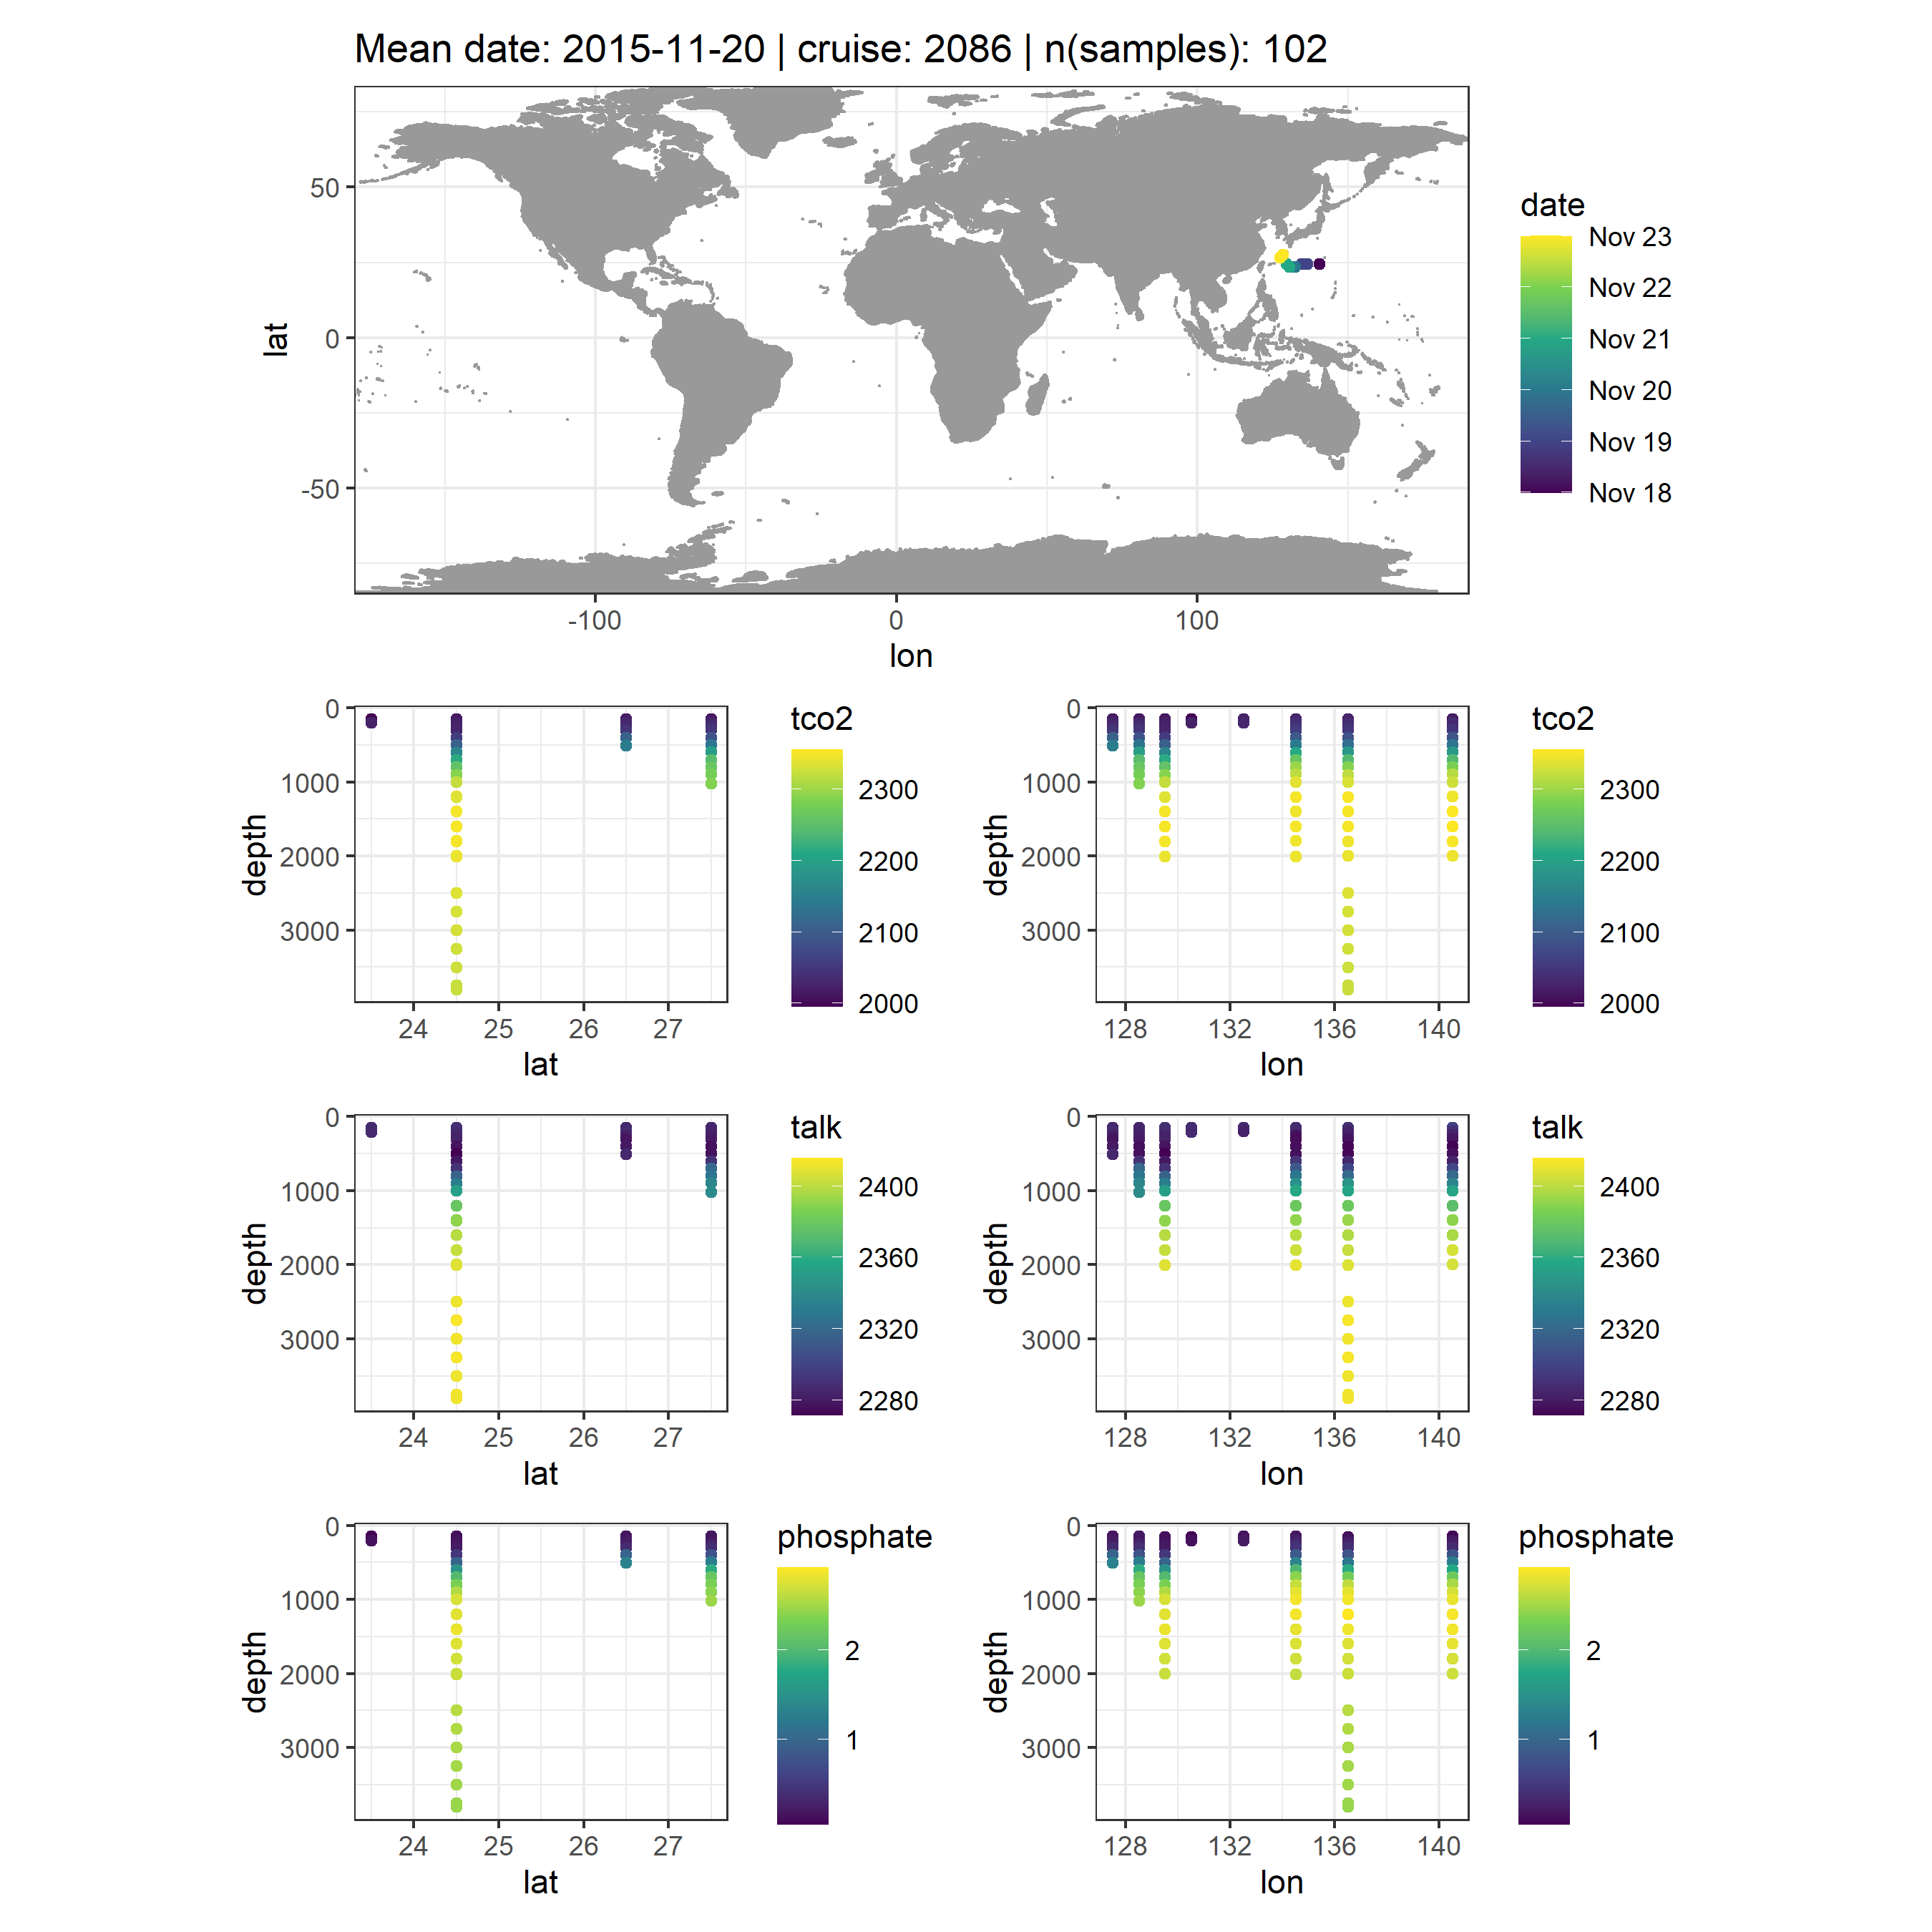 Mean date: 2015-11-20 | cruise: 2086 | n(samples): 102
lat
50
0
-50
-100 0 100
lon
date
Nov 23
Nov 22
Nov 21
Nov 20
Nov 19
Nov 18
depth
0
1000
2000
3000
24 25 26 27
lat
tco2
2300
2200
2100
2000
depth
0
1000
2000
3000
128 132 136 140
lon
tco2
2300
2200
2100
2000
depth
0
1000
2000
3000
24 25 26 27
lat
talk
2400
2360
2320
2280
depth
0
1000
2000
3000
128 132 136 140
lon
talk
2400
2360
2320
2280
depth
0
1000
2000
3000
24 25 26 27
lat
phosphate
2
1
depth
0
1000
2000
3000
128 132 136 140
lon
phosphate
2
1